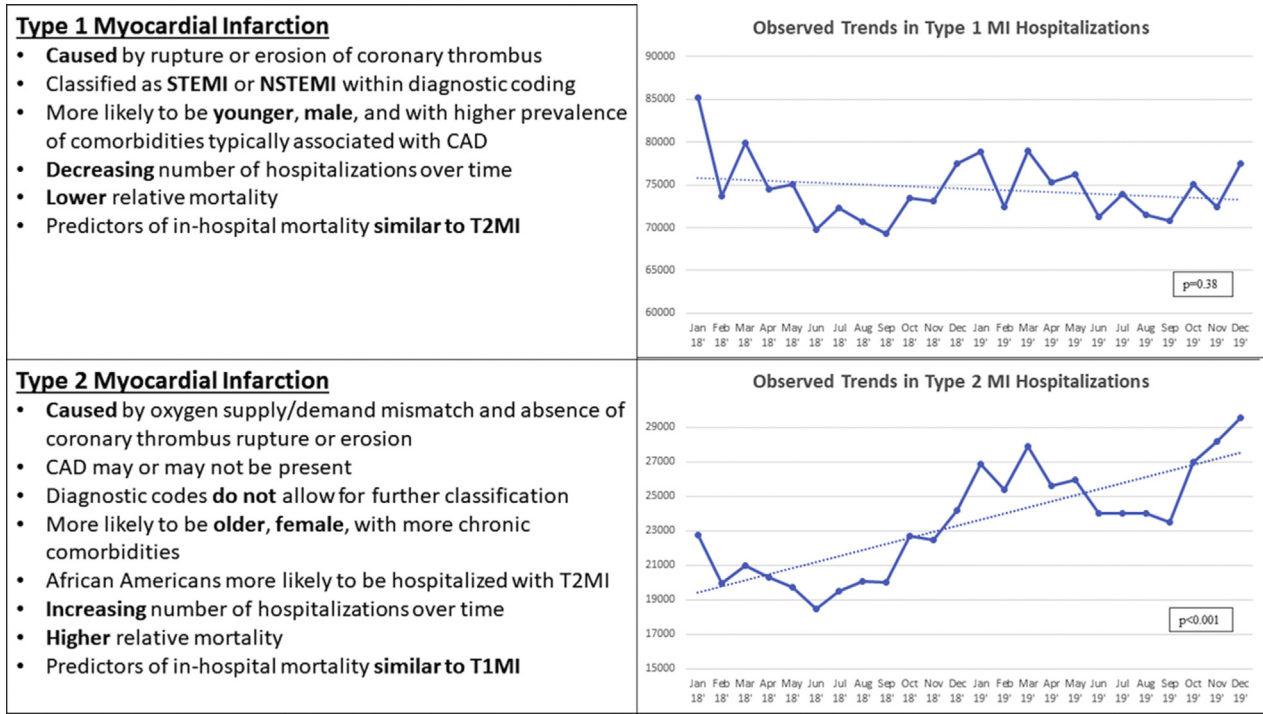 Type 1 Myocardial Infarction
• Caused by rupture or erosion of coronary thrombus
• Classified as STEMI or NSTEMI within diagnostic coding
• More likely to be younger, male, and with higher prevalence
of comorbidities typically associated with CAD
• Decreasing number of hospitalizations over time
• Lower relative mortality
• Predictors of in-hospital mortality similar to T2MI
Observed Trends in Type 1 MI Hospitalizations
90000
85000
80000
75000
70000
65000
60000
p=0.38
Jan Feb Mar Apr May Jun Jul Aug Sep Oct Nov Dec Jan Feb Mar Apr May Jun Jul Aug Sep Oct Nov Dec
18' 18' 18' 18' 18' 18' 18' 18' 18' 18' 18' 18' 19' 19' 19' 19' 19' 19' 19' 19' 19' 19' 19' 19'
Type 2 Myocardial Infarction
• Caused by oxygen supply/demand mismatch and absence of
coronary thrombus rupture or erosion
• CAD may or may not be present
• Diagnostic codes do not allow for further classification
• More likely to be older, female, with more chronic
comorbidities
• African Americans more likely to be hospitalized with T2MI
• Increasing number of hospitalizations over time
• Higher relative mortality
• Predictors of in-hospital mortality similar to T1MI
Observed Trends in Type 2 MI Hospitalizations
29000
27000
25000
23000
21000
19000
17000
15000
p<0.001
Jan Feb Mar Apr May Jun Jul Aug Sep Oct Nov Dec Jan Feb Mar Apr May Jun Jul Aug Sep Oct Nov Dec
18' 18' 18' 18' 18' 18' 18' 18' 18' 18' 18' 18' 19' 19' 19' 19' 19' 19' 19' 19' 19' 19' 19' 19'